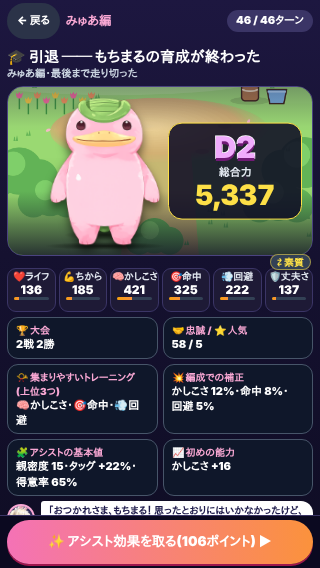 ← 戻る
みゅあ編
46 / 46ターン
🎓 引退 ――もちまるの育成が終わった
みゅあ編・最後まで走り切った
D2
総合力
5,337
素質
❤️ライフ 💪ちから 🧠かしこさ 🎯命中 💨回避 🛡️丈夫さ
136 185 421 325 222 137
🏆 大会
2戦 2勝
🤝 忠誠 / ⭐ 人気
58 / 5
集まりやすいトレーニング
(上位3つ)
🧠かしこさ・🎯命中・💨回
避
💥 編成での補正
かしこさ 12%・命中 8%・
回避 5%
🧩 アシストの基本値
親密度 15・タッグ +22%・
得意率 65%
📈 初めの能力
かしこさ +16
「おつかれさま、もちまる! 思ったとおりにはいかなかったけど、
✨ アシスト効果を取る(106ポイント) ▶